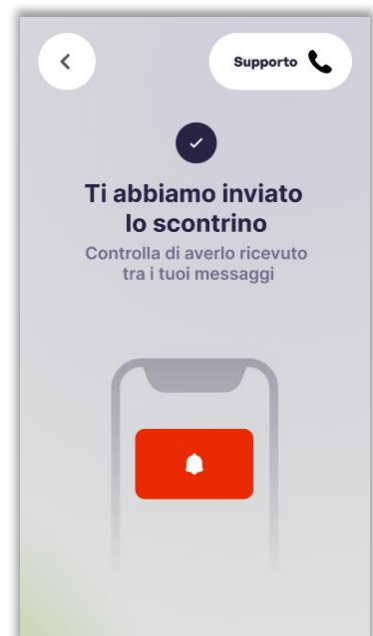 Supporto
Ti abbiamo inviato
lo scontrino
Controlla di averlo ricevuto
tra i tuoi messaggi